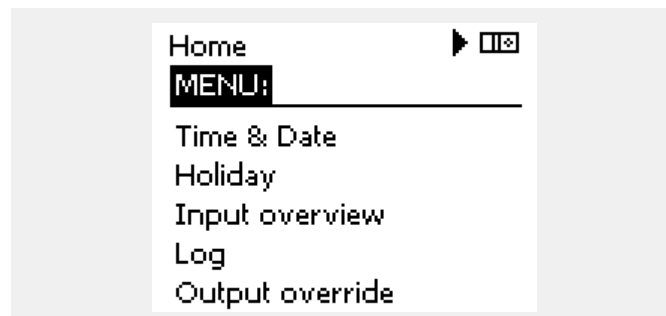 Home
MENU:
Time & Date
Holiday
Input overview
Log
Output override